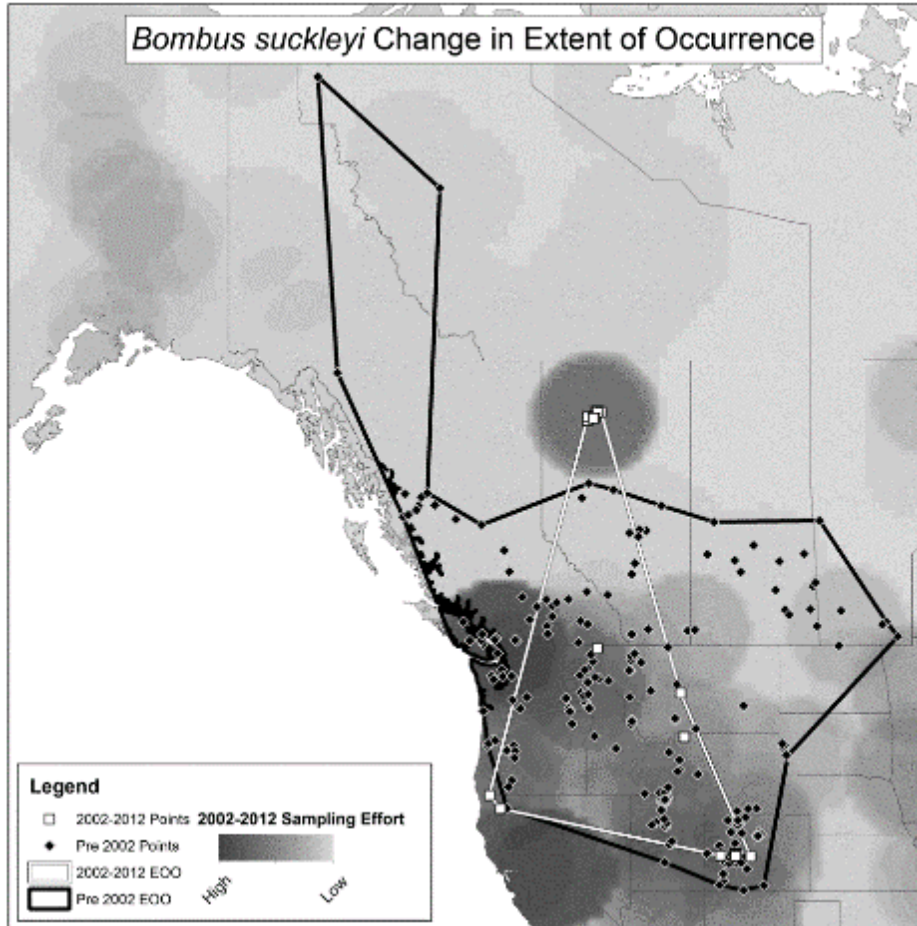 Bombus suckleyi Change in Extent of Occurrence
Legend
2002-2012 Points
Pre 2002 Points
2002-2012 EOO
Pre 2002 EOO
2002-2012 Sampling Effort
High
Low